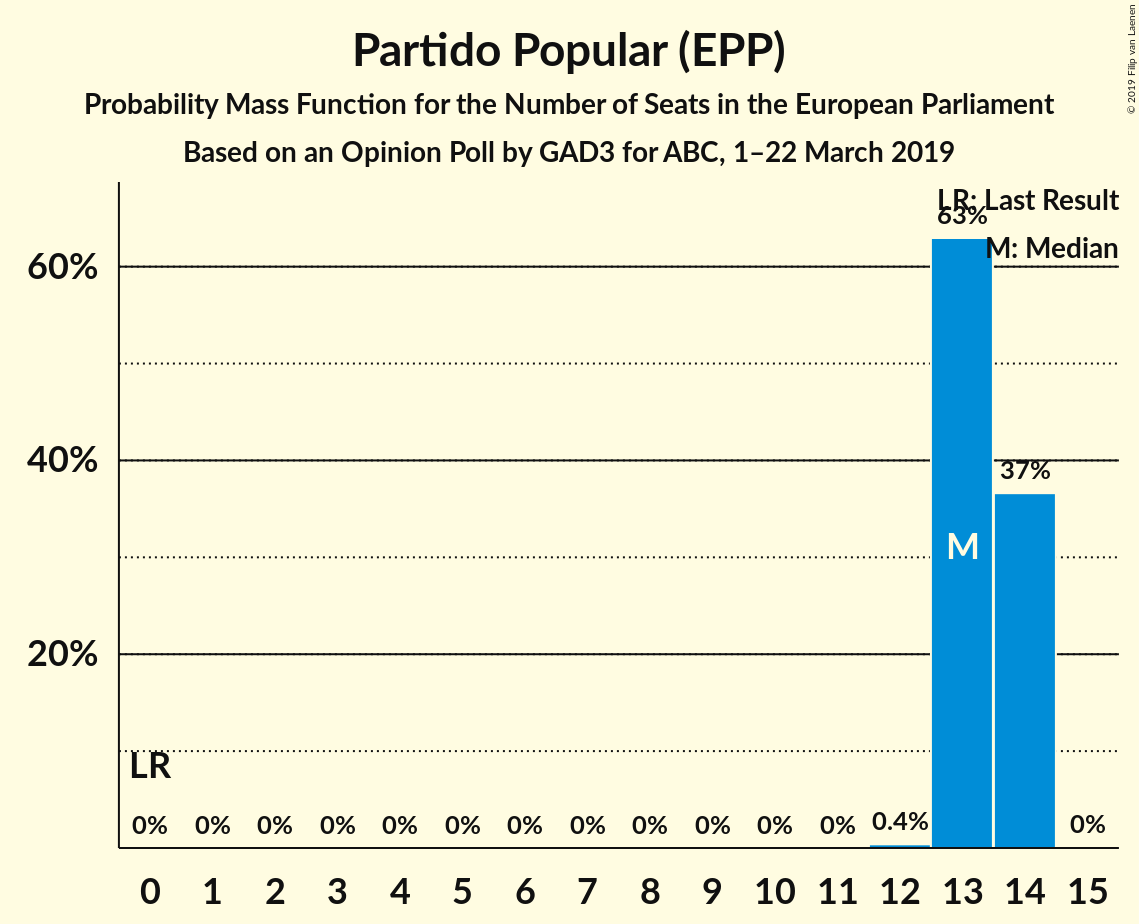 Partido Popular (EPP)
Probability Mass Function for the Number of Seats in the European Parliament
Based on an Opinion Poll by GAD3 for ABC, 1–22 March 2019
© 2019 Filip van Laenen
LR: Last Result
M: Median
63%
60%
40%
37%
M
20%
LR
0% 0% 0% 0% 0% 0% 0% 0% 0% 0% 0% 0% 0.4% 0%
0 1 2 3 4 5 6 7 8 9 10 11 12 13 14 15